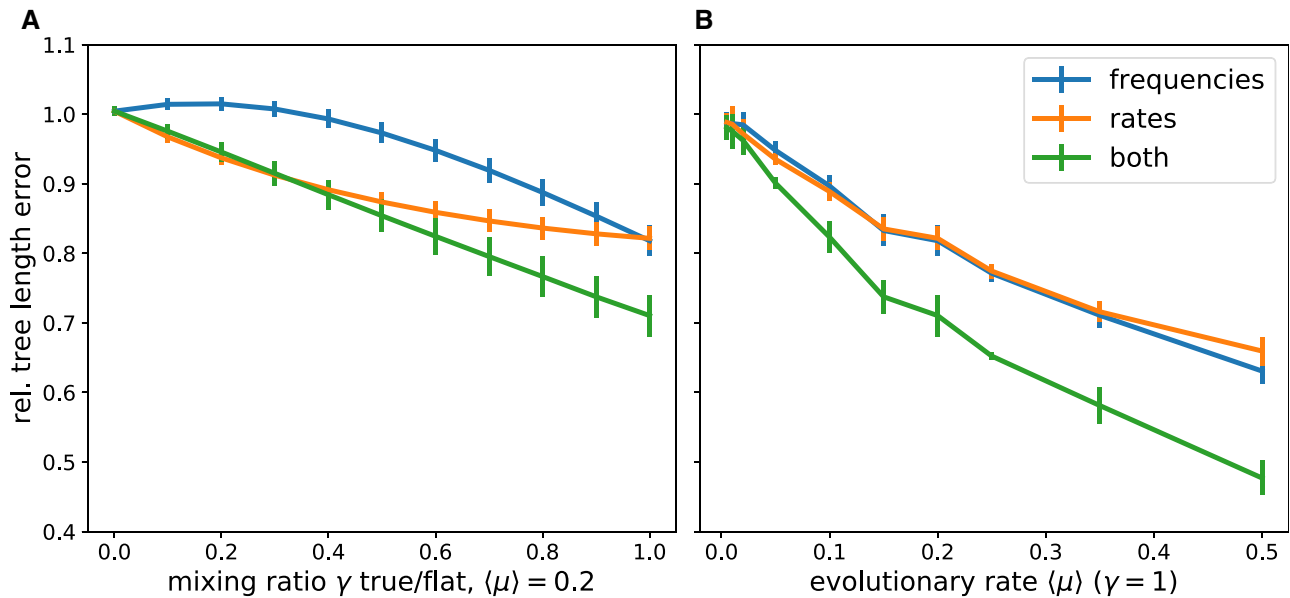 A
B
rel. tree length error
1.1
1.0
0.9
0.8
0.7
0.6
0.5
0.4
0.0 0.2 0.4 0.6 0.8 1.0
mixing ratio γ true/flat, ⟨μ⟩ = 0.2
frequencies
rates
both
0.0 0.1 0.2 0.3 0.4 0.5
evolutionary rate ⟨μ⟩ (γ = 1)